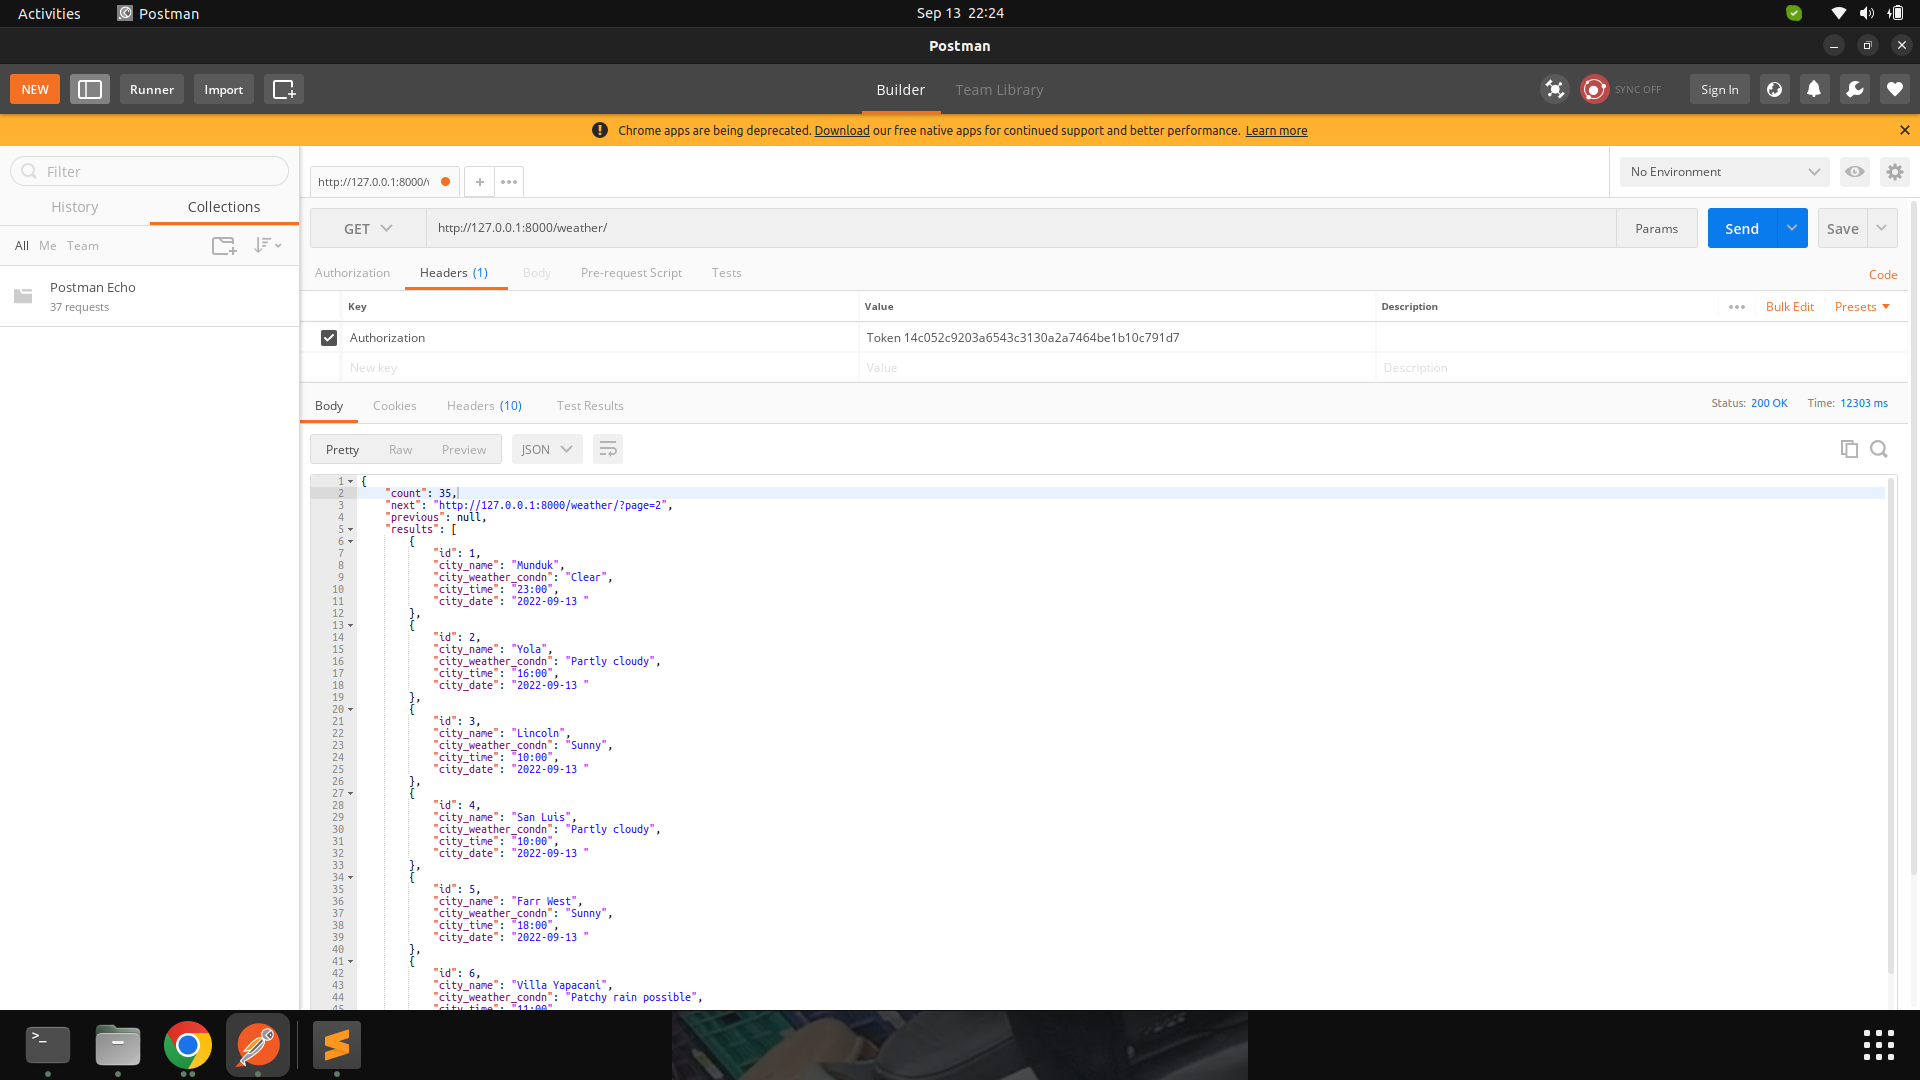 Activities Postman Sep 13 22:24
Postman
NEW Runner Import Builder Team Library SYNC OFF Sign In
Chrome apps are being deprecated. Download our free native apps for continued support and better performance. Learn more
Filter
History Collections
All Me Team
Postman Echo
37 requests
http://127.0.0.1:8000/ + ••• No Environment
GET http://127.0.0.1:8000/weather/ Params Send Save
Authorization Headers (1) Body Pre-request Script Tests Code
Key Value Description ••• Bulk Edit Presets
Authorization Token 14c052c9203a6543c3130a2a7464be1b10c791d7
New key Value Description
Body Cookies Headers (10) Test Results Status: 200 OK Time: 12303 ms
Pretty Raw Preview JSON
1 {
2 "count": 35,
3 "next": "http://127.0.0.1:8000/weather/?page=2",
4 "previous": null,
5 "results": [
6 {
7 "id": 1,
8 "city_name": "Munduk",
9 "city_weather_condn": "Clear",
10 "city_time": "23:00",
11 "city_date": "2022-09-13 "
12 },
13 {
14 "id": 2,
15 "city_name": "Yola",
16 "city_weather_condn": "Partly cloudy",
17 "city_time": "16:00",
18 "city_date": "2022-09-13 "
19 },
20 {
21 "id": 3,
22 "city_name": "Lincoln",
23 "city_weather_condn": "Sunny",
24 "city_time": "10:00",
25 "city_date": "2022-09-13 "
26 },
27 {
28 "id": 4,
29 "city_name": "San Luis",
30 "city_weather_condn": "Partly cloudy",
31 "city_time": "10:00",
32 "city_date": "2022-09-13 "
33 },
34 {
35 "id": 5,
36 "city_name": "Farr West",
37 "city_weather_condn": "Sunny",
38 "city_time": "18:00",
39 "city_date": "2022-09-13 "
40 },
41 {
42 "id": 6,
43 "city_name": "Villa Yapacani",
44 "city_weather_condn": "Patchy rain possible",
45 "city_time": "11:00"